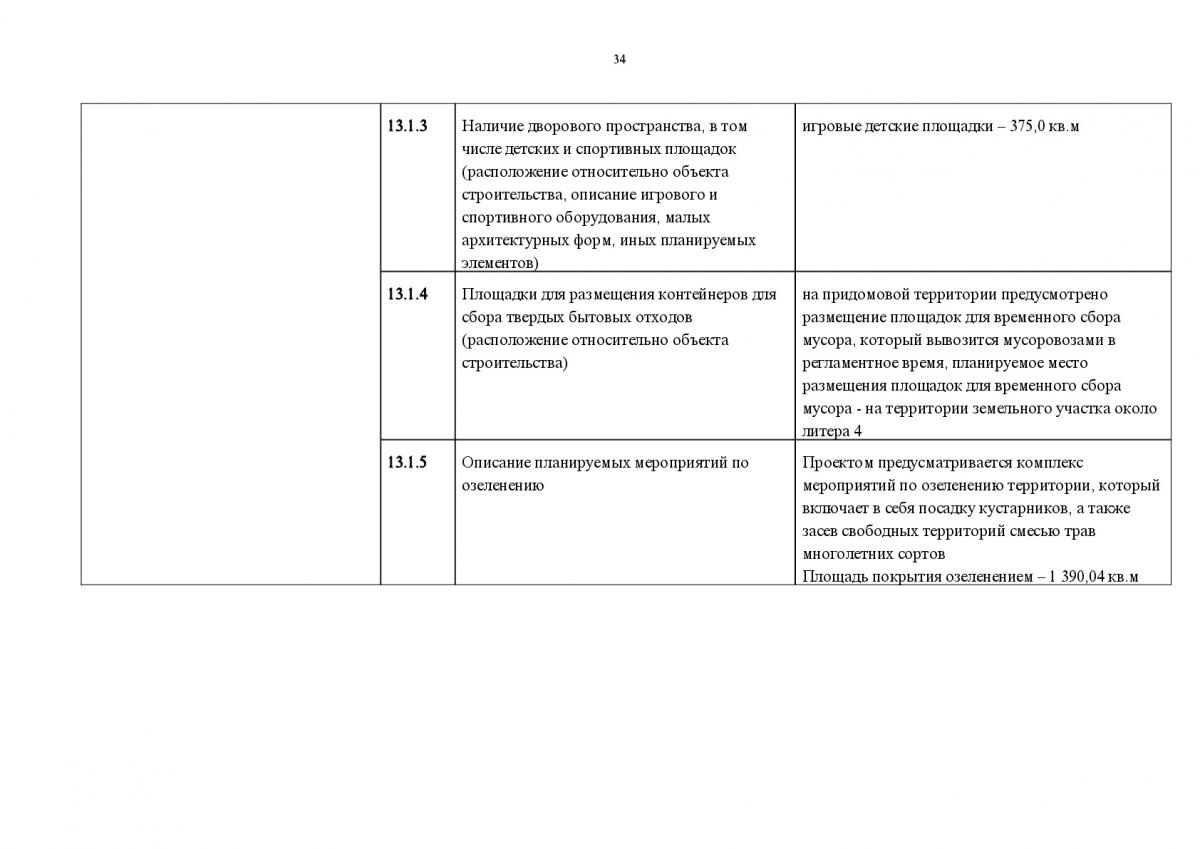 34
13.1.3
Наличие дворового пространства, в том
числе детских и спортивных площадок
(расположение относительно объекта
строительства, описание игрового и
спортивного оборудования, малых
архитектурных форм, иных планируемых
элементов)
игровые детские площадки – 375,0 кв.м
13.1.4
Площадки для размещения контейнеров для
сбора твердых бытовых отходов
(расположение относительно объекта
строительства)
на придомовой территории предусмотрено
размещение площадок для временного сбора
мусора, который вывозится мусоровозами в
регламентное время, планируемое место
размещения площадок для временного сбора
мусора - на территории земельного участка около
литера 4
13.1.5
Описание планируемых мероприятий по
озеленению
Проектом предусматривается комплекс
мероприятий по озеленению территории, который
включает в себя посадку кустарников, а также
засев свободных территорий смесью трав
многолетних сортов
Площадь покрытия озеленением – 1 390,04 кв.м